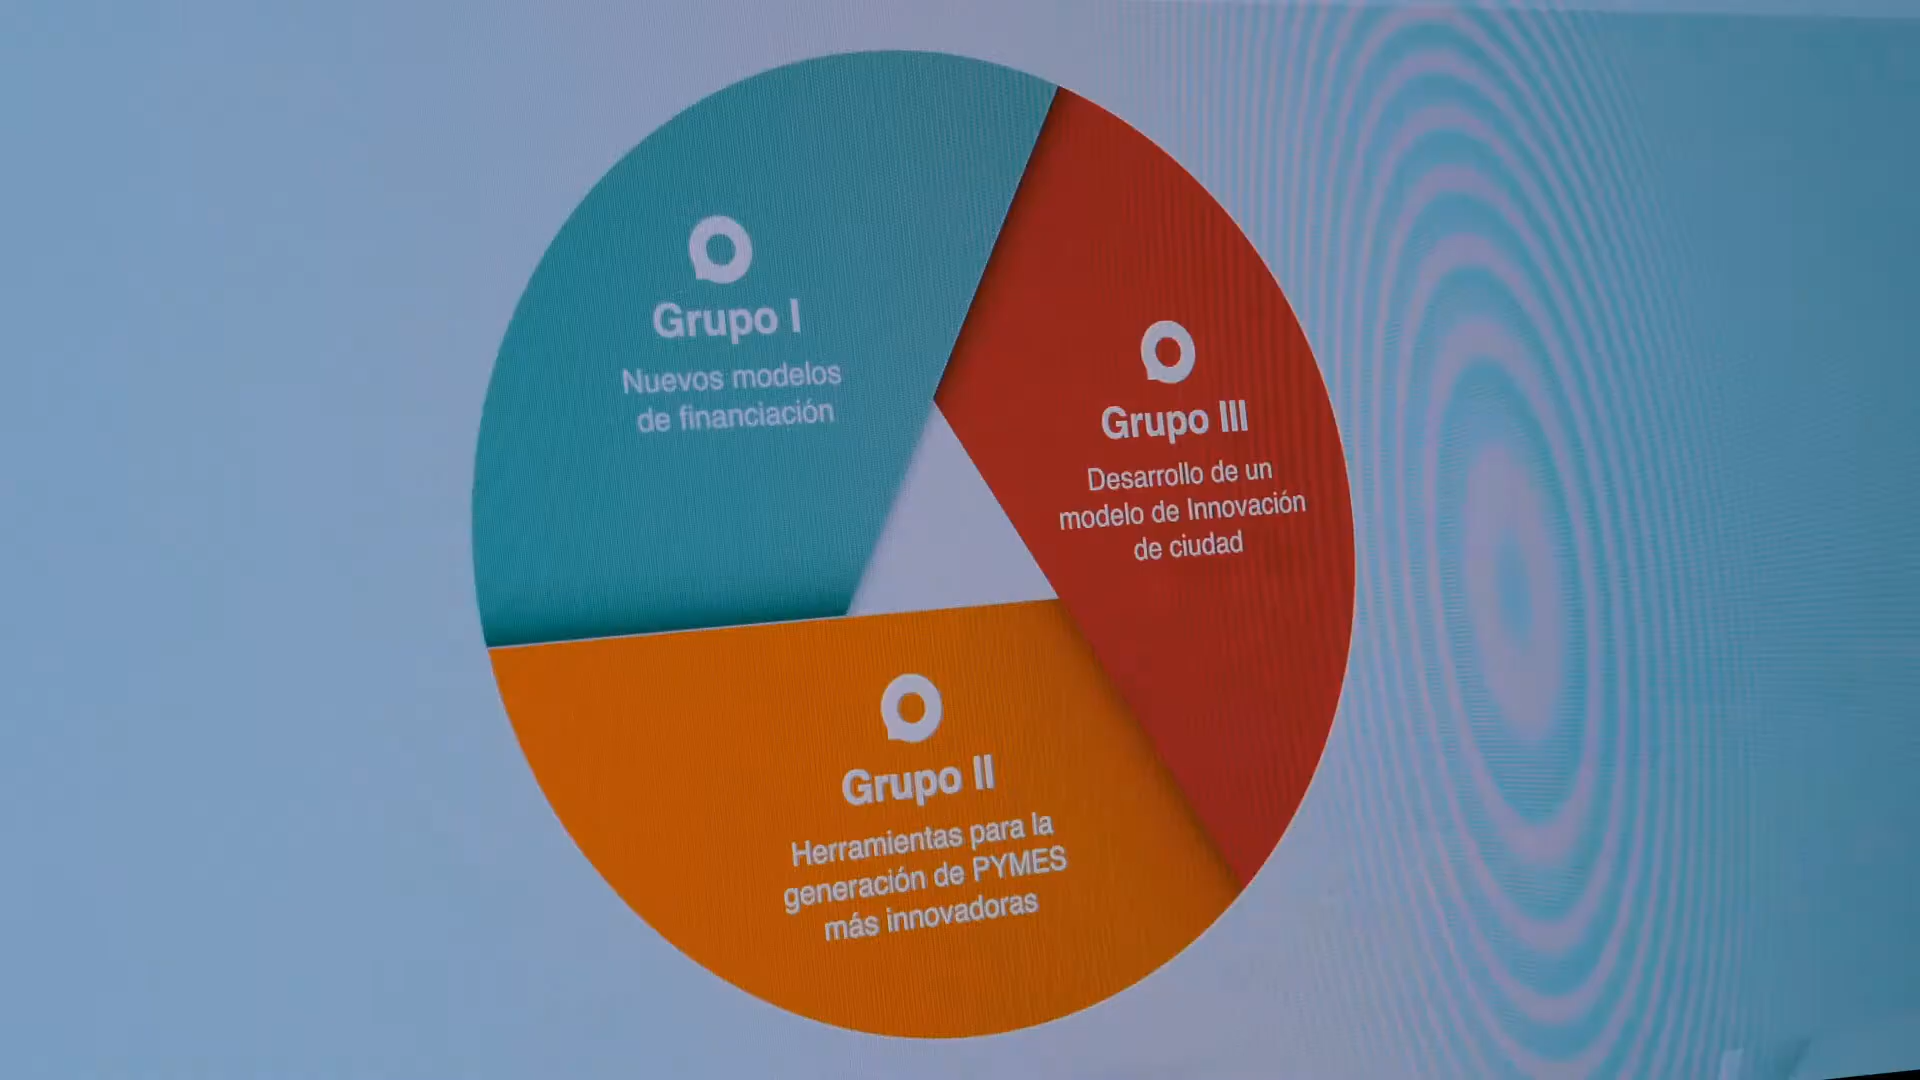 Grupo I
Nuevos modelos
de financiación
Grupo III
Desarrollo de un
modelo de Innovación
de ciudad
Grupo II
Herramientas para la
generación de PYMES
más innovadoras